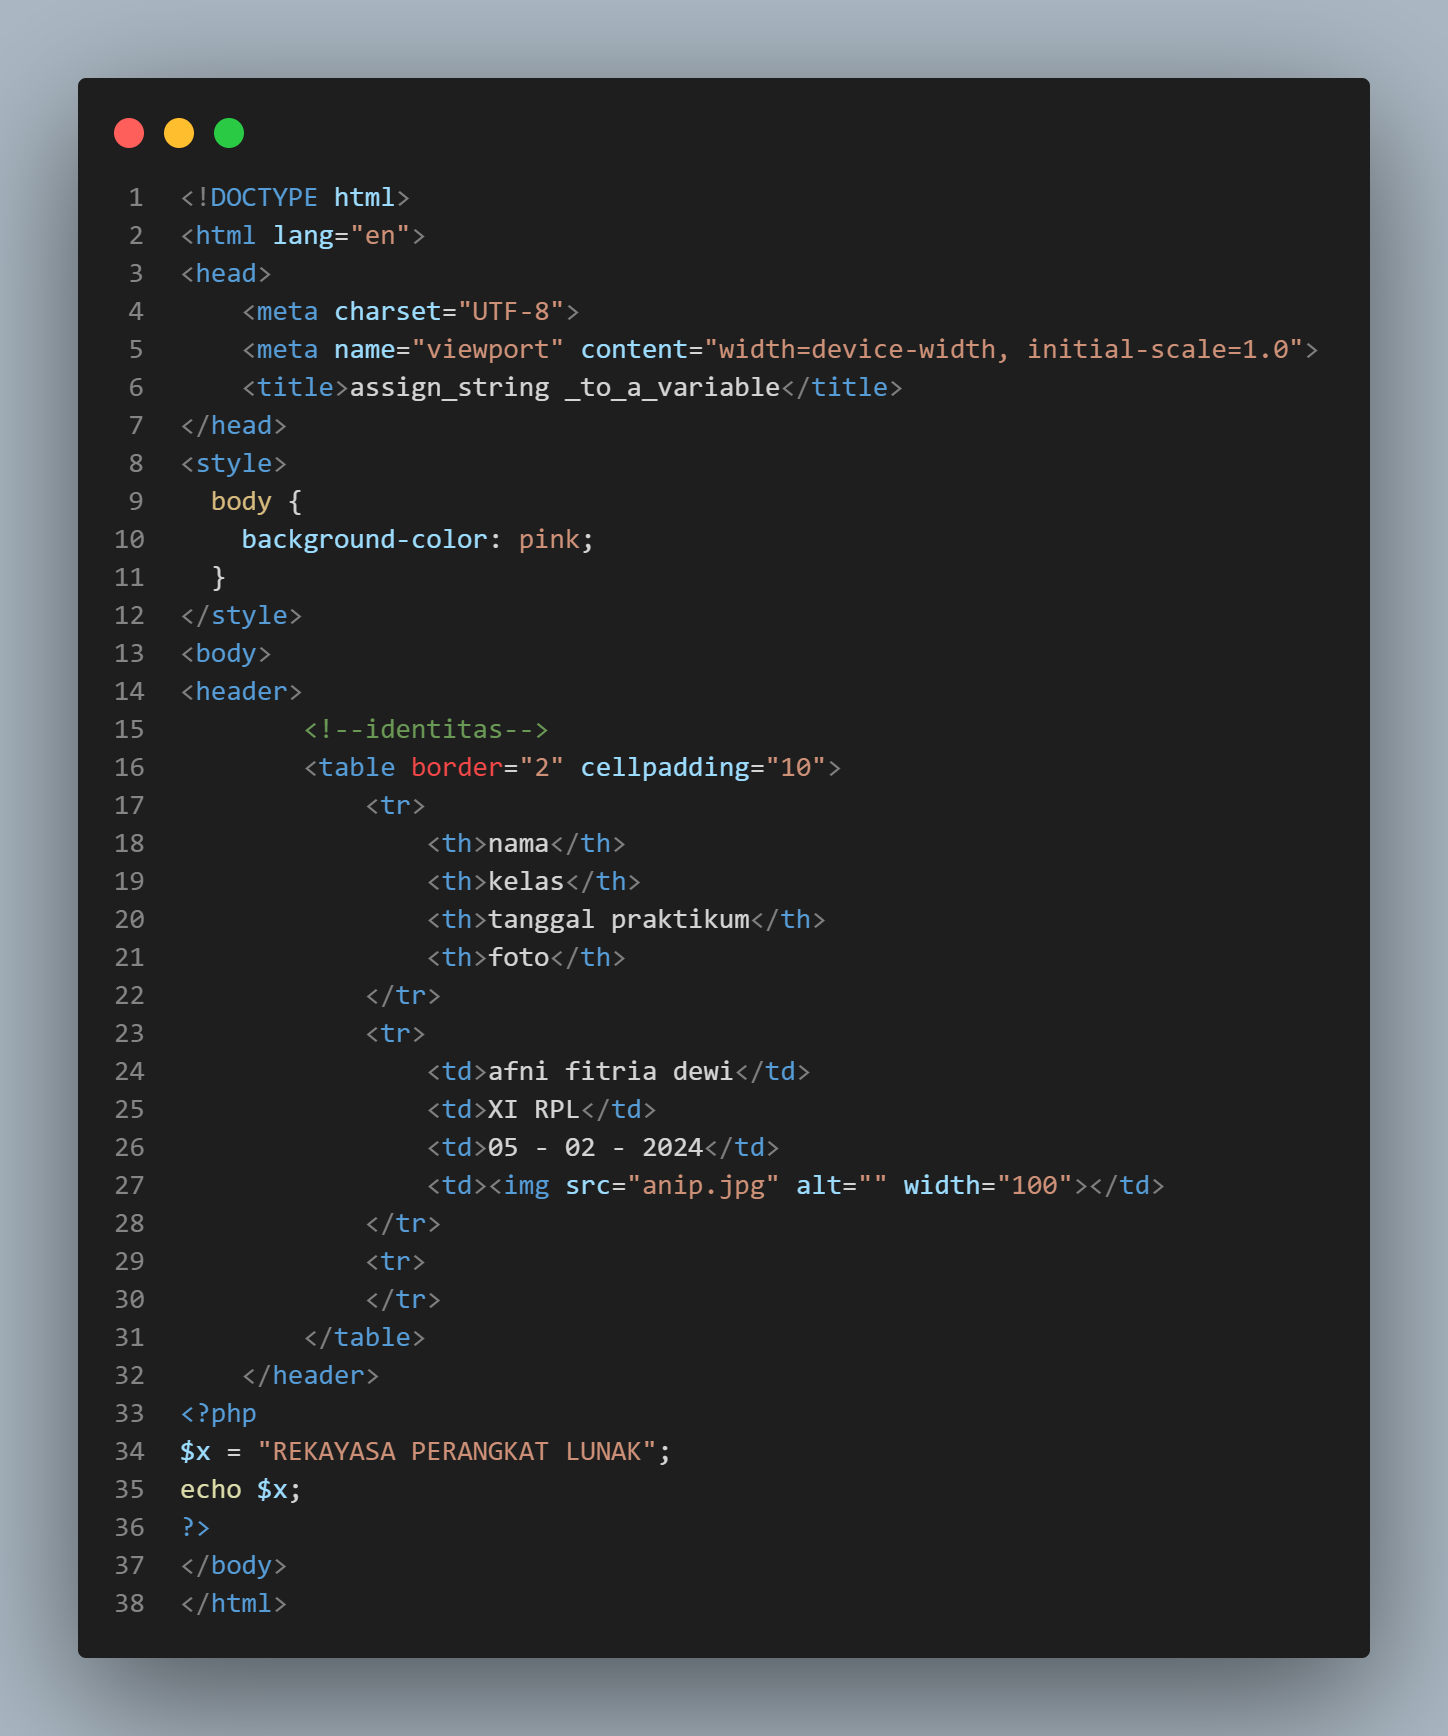 1 <!DOCTYPE html>
2 <html lang="en">
3 <head>
4     <meta charset="UTF-8">
5     <meta name="viewport" content="width=device-width, initial-scale=1.0">
6     <title>assign_string _to_a_variable</title>
7 </head>
8 <style>
9   body {
10     background-color: pink;
11   }
12 </style>
13 <body>
14 <header>
15         <!--identitas-->
16         <table border="2" cellpadding="10">
17             <tr>
18                 <th>nama</th>
19                 <th>kelas</th>
20                 <th>tanggal praktikum</th>
21                 <th>foto</th>
22             </tr>
23             <tr>
24                 <td>afni fitria dewi</td>
25                 <td>XI RPL</td>
26                 <td>05 - 02 - 2024</td>
27                 <td><img src="anip.jpg" alt="" width="100"></td>
28             </tr>
29             <tr>
30             </tr>
31         </table>
32     </header>
33 <?php
34 $x = "REKAYASA PERANGKAT LUNAK";
35 echo $x;
36 ?>
37 </body>
38 </html>